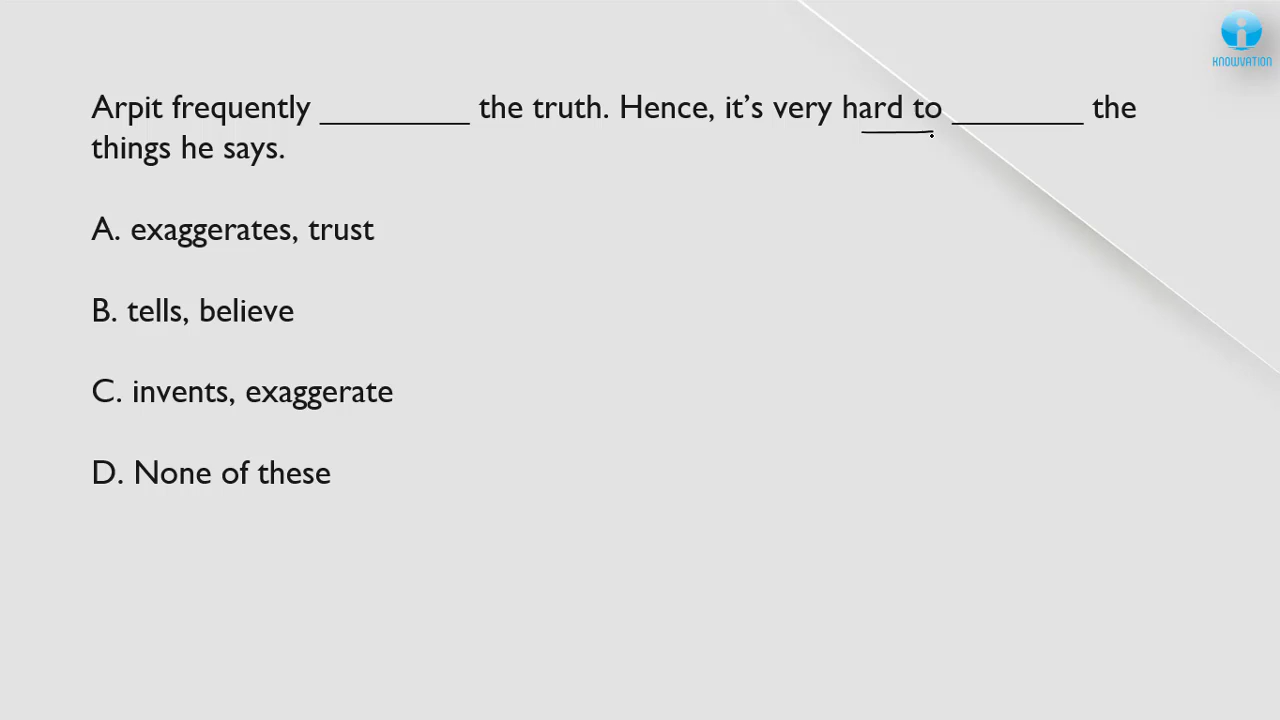 KNOWVATION
Arpit frequently _________ the truth. Hence, it's very hard to ________ the
things he says.
A. exaggerates, trust
B. tells, believe
C. invents, exaggerate
D. None of these